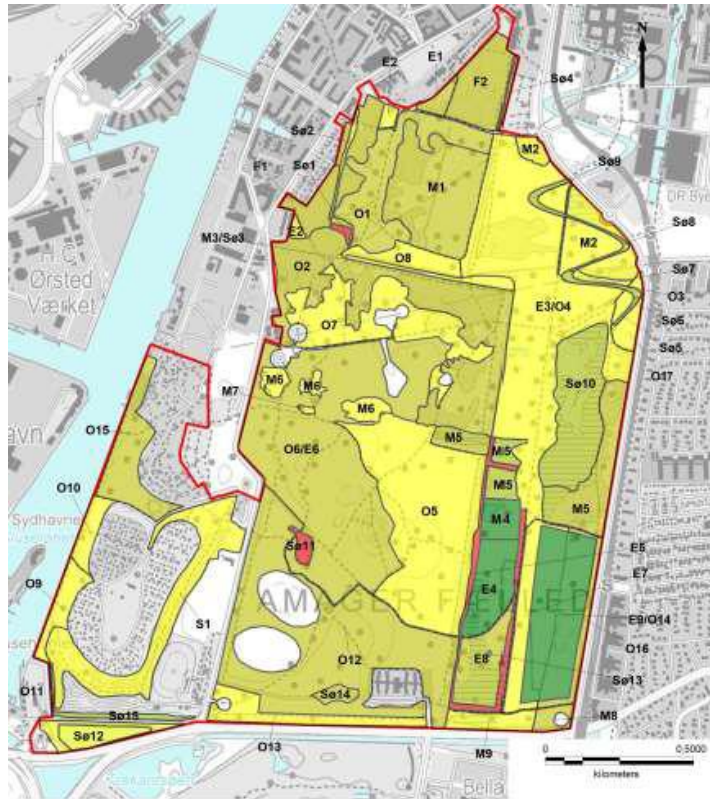 N
E2
E1
F2
Sø4
Sø2
M2
Sø9
F1
Sø1
M1
DR Bye
O1
M2
Sø8
E2
M3/Sø3
O8
H.C.
Ørsted
Værket
O2
Sø7
O3
E3/O4
O7
Sø6
Sø5
M6
M6
Sø10
O17
M7
M6
avn
O15
M5
O6/E6
M5
O10
M5
M5
O5
Sydhavne
M4
E5
Sø11
O9
E7
E4
AMAGER FÆLLED
S1
E9/O14
O16
O12
E8
O11
Sø14
Sø13
Sø15
M8
Sø12
O13
M9
0
0,5000
kilometers
Bella